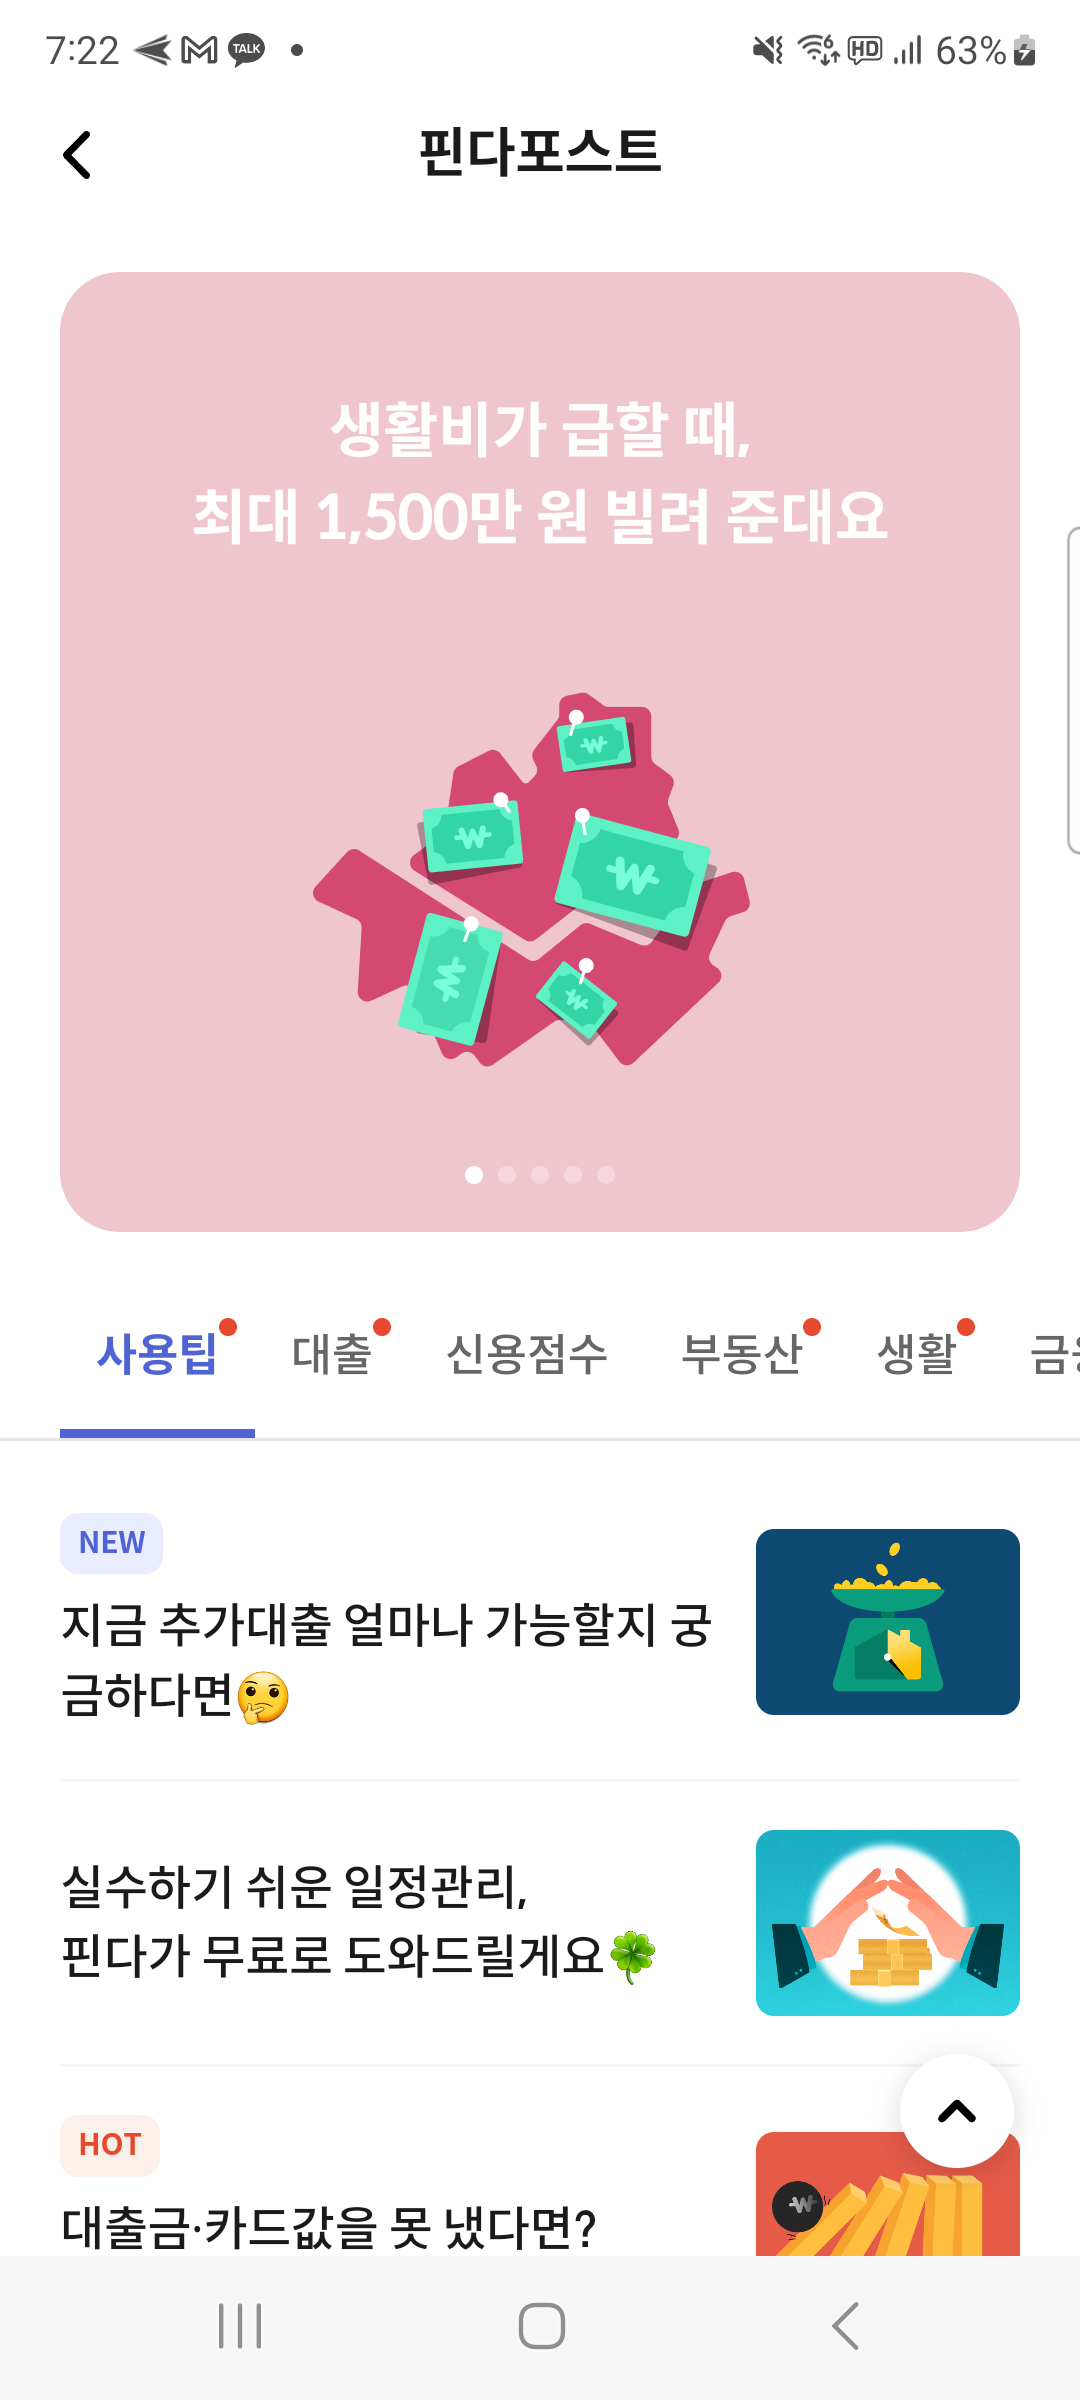 7:22 TALK HD 63%
핀다포스트
생활비가 급할 때,
최대 1,500만 원 빌려 준대요
사용팁 대출 신용점수 부동산 생활
NEW
지금 추가대출 얼마나 가능할지 궁
금하다면🤔
실수하기 쉬운 일정관리,
핀다가 무료로 도와드릴게요🍀
HOT
대출금·카드값을 못 냈다면?